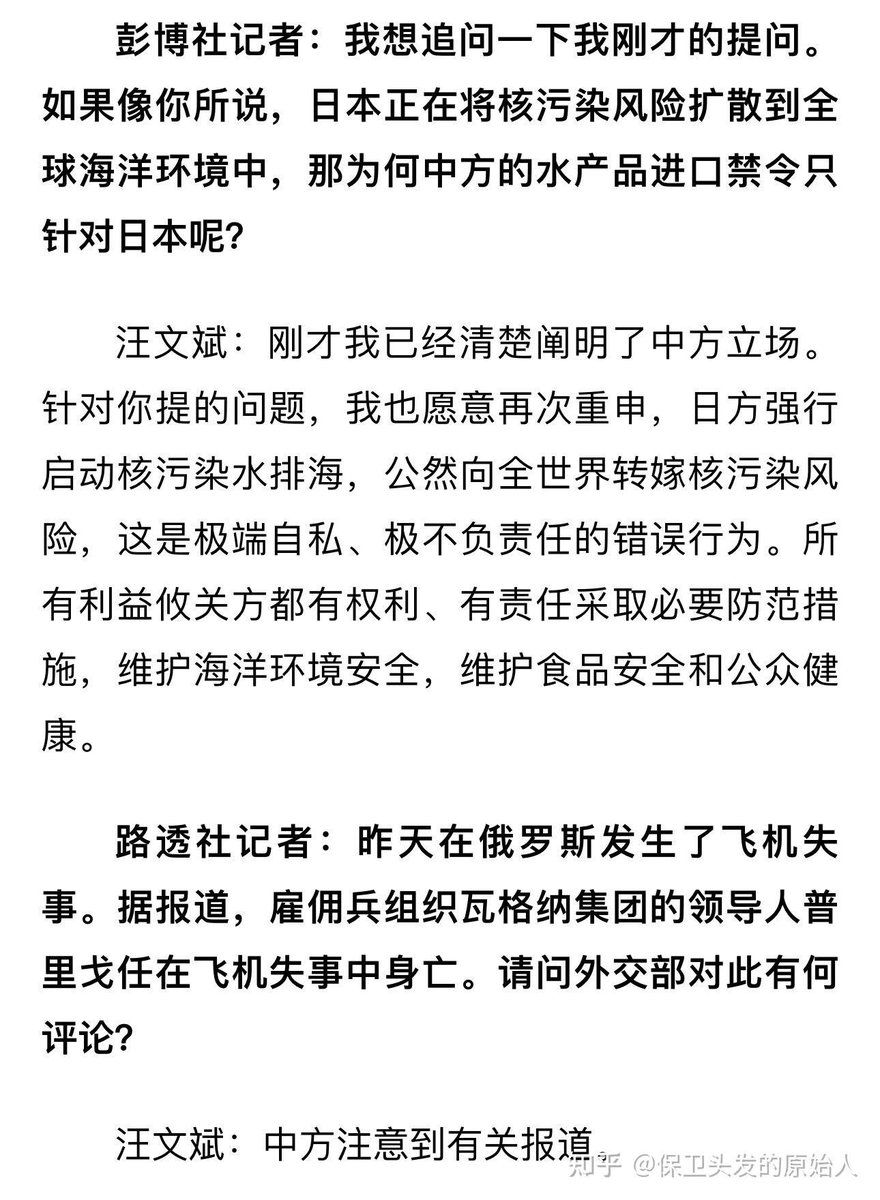 彭博社记者：我想追问一下我刚才的提问。
如果像你所说，日本正在将核污染风险扩散到全
球海洋环境中，那为何中方的水产品进口禁令只
针对日本呢？
汪文斌：刚才我已经清楚阐明了中方立场。
针对你提的问题，我也愿意再次重申，日方强行
启动核污染水排海，公然向全世界转嫁核污染风
险，这是极端自私、极不负责任的错误行为。所
有利益攸关方都有权利、有责任采取必要防范措
施，维护海洋环境安全，维护食品安全和公众健
康。
路透社记者：昨天在俄罗斯发生了飞机失
事。据报道，雇佣兵组织瓦格纳集团的领导人普
里戈任在飞机失事中身亡。请问外交部对此有何
评论？
汪文斌：中方注意到有关报道。
知乎 @保卫头发的原始人